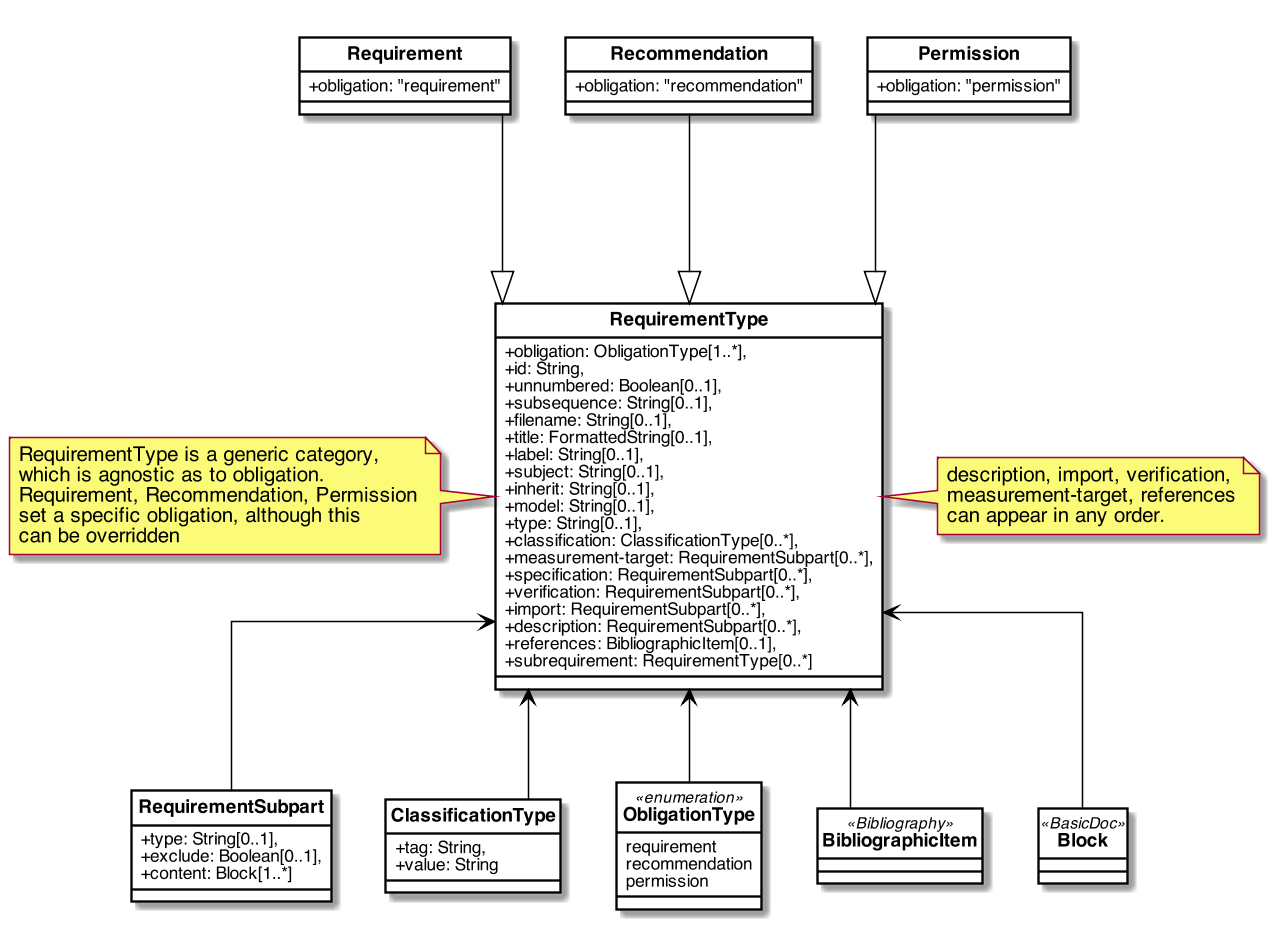 Requirement
+obligation: "requirement"
Recommendation
+obligation: "recommendation"
Permission
+obligation: "permission"
RequirementType
+obligation: ObligationType[1..*],
+id: String,
+unnumbered: Boolean[0..1],
+subsequence: String[0..1],
+filename: String[0..1],
+title: FormattedString[0..1],
+label: String[0..1],
+subject: String[0..1],
+inherit: String[0..1],
+model: String[0..1],
+type: String[0..1],
+classification: ClassificationType[0..*],
+measurement-target: RequirementSubpart[0..*],
+specification: RequirementSubpart[0..*],
+verification: RequirementSubpart[0..*],
+import: RequirementSubpart[0..*],
+description: RequirementSubpart[0..*],
+references: BibliographicItem[0..1],
+subrequirement: RequirementType[0..*]
RequirementType is a generic category,
which is agnostic as to obligation.
Requirement, Recommendation, Permission
set a specific obligation, although this
can be overridden
description, import, verification,
measurement-target, references
can appear in any order.
RequirementSubpart
+type: String[0..1],
+exclude: Boolean[0..1],
+content: Block[1..*]
ClassificationType
+tag: String,
+value: String
«enumeration»
ObligationType
requirement
recommendation
permission
«Bibliography»
BibliographicItem
«BasicDoc»
Block